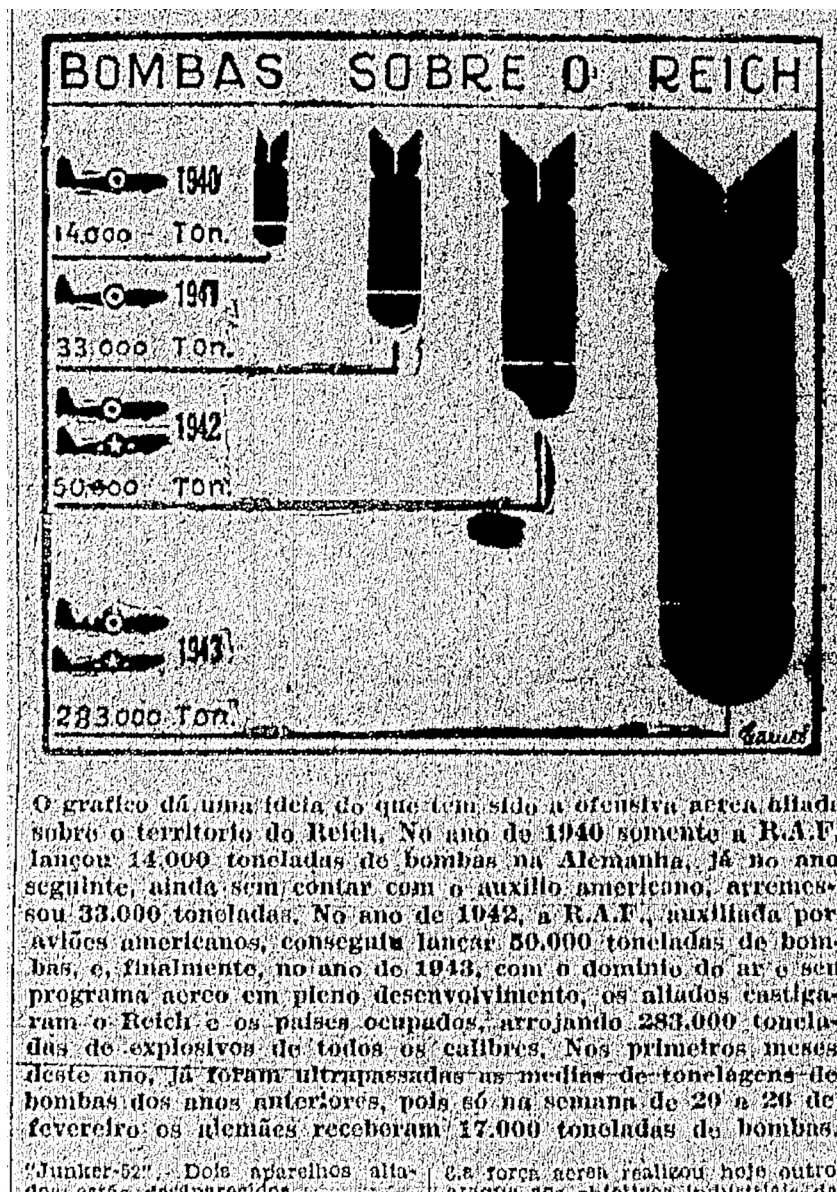 BOMBAS SOBRE O REICH
1940
14.000 - Ton.
1941
33.000 Ton.
1942
50.000 Ton.
1943
283.000 Ton.
O grafico dá uma ideia do que tem sido a ofensiva aerea aliada
sobre o territorio do Reich. No ano de 1940 somente a R.A.F.
lançou 14.000 toneladas de bombas na Alemanha. Já no ano
seguinte, ainda sem contar com o auxilio americano, arremes-
sou 33.000 toneladas. No ano de 1942, a R.A.F., auxiliada por
aviões americanos, conseguiu lançar 50.000 toneladas de bom-
bas, e, finalmente, no ano de 1943, com o dominio do ar e seu
programa aereo em pleno desenvolvimento, os aliados castiga-
ram o Reich e os paises ocupados, arrojando 283.000 tonela-
das de explosivos de todos os calibres. Nos primeiros meses
deste ano, já foram ultrapassadas as medias de tonelagens de
bombas dos anos anteriores, pois só na semana de 20 a 26 de
fevereiro os alemães receberam 17.000 toneladas de bombas.
"Junker-52". Dois aparelhos alia-
c.a força aerea realizou hoje outro